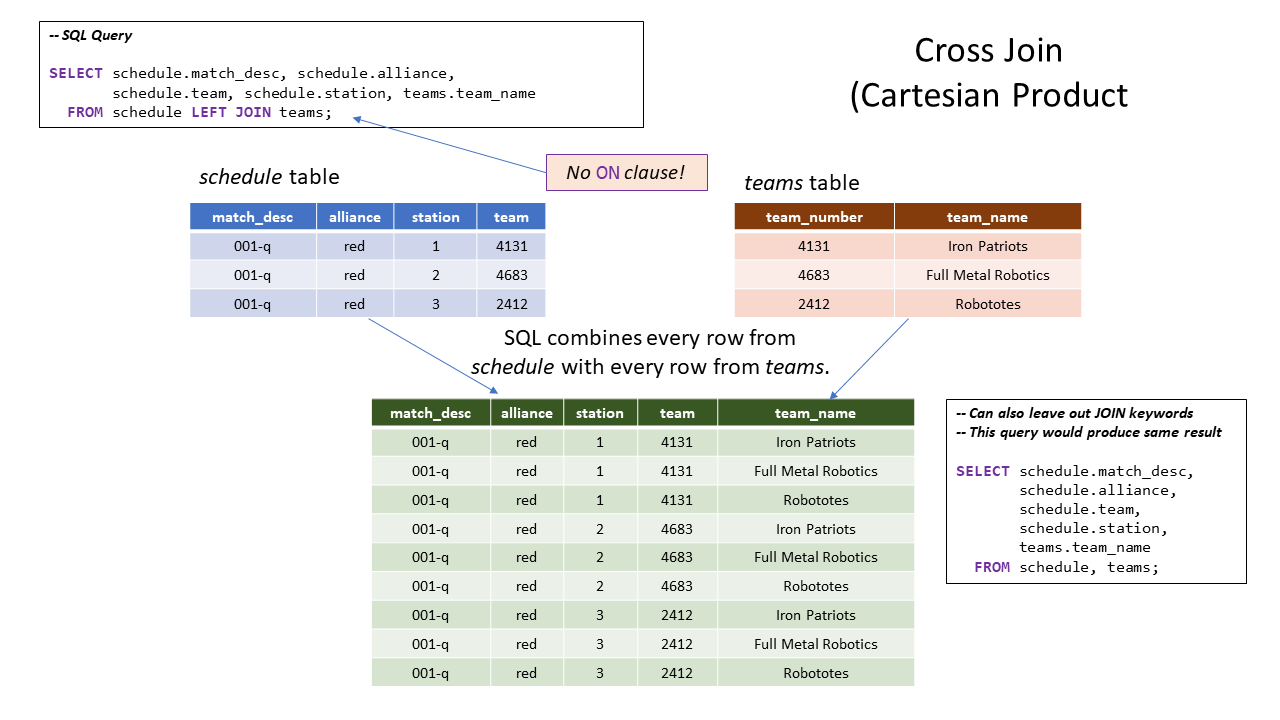 -- SQL Query
SELECT schedule.match_desc, schedule.alliance,
schedule.team, schedule.station, teams.team_name
FROM schedule LEFT JOIN teams;
Cross Join
(Cartesian Product
No ON clause!
schedule table
match_desc alliance station team
001-q red 1 4131
001-q red 2 4683
001-q red 3 2412
teams table
team_number team_name
4131 Iron Patriots
4683 Full Metal Robotics
2412 Robototes
SQL combines every row from
schedule with every row from teams.
match_desc alliance station team team_name
001-q red 1 4131 Iron Patriots
001-q red 1 4131 Full Metal Robotics
001-q red 1 4131 Robototes
001-q red 2 4683 Iron Patriots
001-q red 2 4683 Full Metal Robotics
001-q red 2 4683 Robototes
001-q red 3 2412 Iron Patriots
001-q red 3 2412 Full Metal Robotics
001-q red 3 2412 Robototes
-- Can also leave out JOIN keywords
-- This query would produce same result
SELECT schedule.match_desc,
schedule.alliance,
schedule.team,
schedule.station,
teams.team_name
FROM schedule, teams;